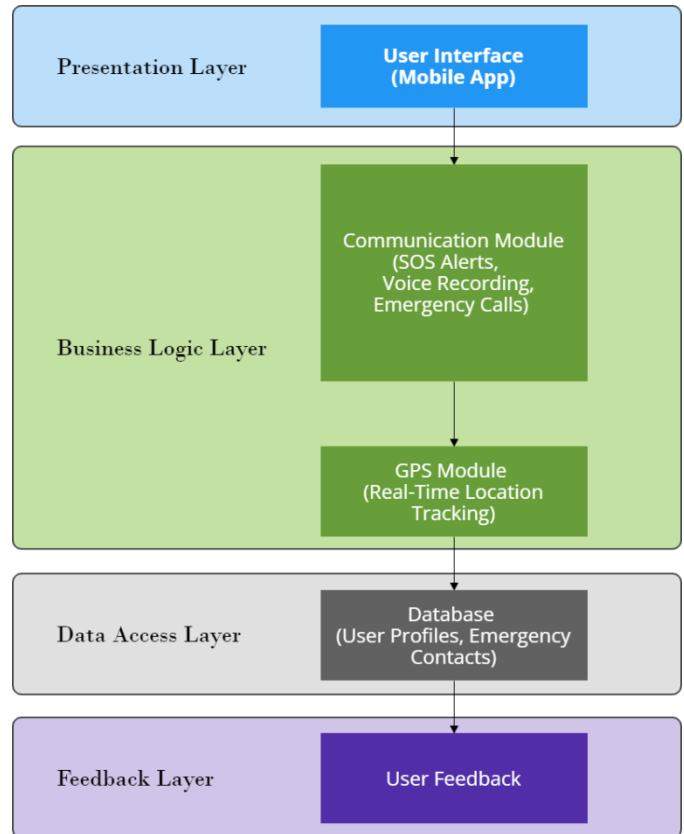 Presentation Layer
User Interface
(Mobile App)
Communication Module
(SOS Alerts,
Voice Recording,
Emergency Calls)
Business Logic Layer
GPS Module
(Real-Time Location
Tracking)
Data Access Layer
Database
(User Profiles, Emergency
Contacts)
Feedback Layer
User Feedback